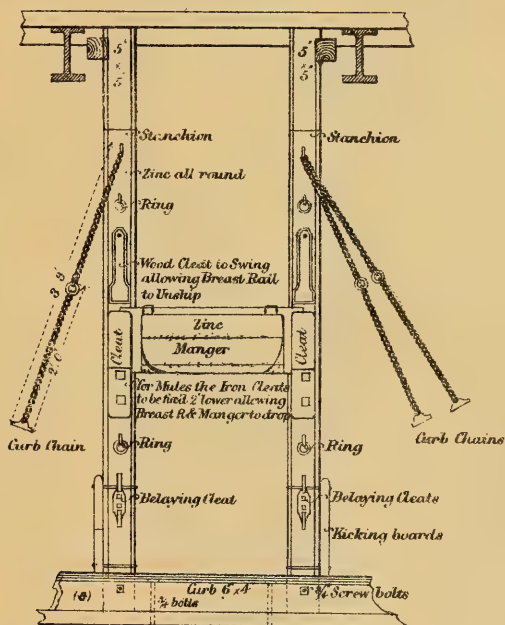 5" × 5"
5" × 5"
Stanchion
Stanchion
Zinc all round
Ring
3' 9"
2' 0"
Wood Cleat to Swing
allowing Breast Rail
to Unship
Cleat
Zinc
Manger
Cleat
for Mules the Iron Cleats
to be fixed 2" lower allowing
Breast R & Manger to drop
Curb Chain
Curb Chains
Ring
Ring
Belaying Cleat
Belaying Cleats
Kicking boards
Curb 6" × 4"
¾ bolts
Screw bolts